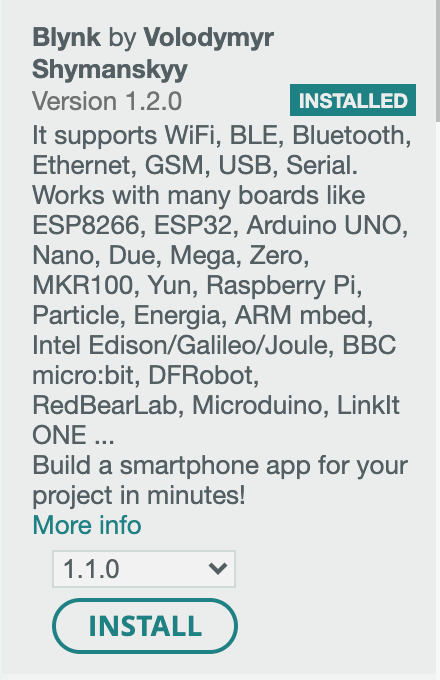 Blynk by Volodymyr
Shymanskyy
Version 1.2.0 INSTALLED
It supports WiFi, BLE, Bluetooth,
Ethernet, GSM, USB, Serial.
Works with many boards like
ESP8266, ESP32, Arduino UNO,
Nano, Due, Mega, Zero,
MKR100, Yun, Raspberry Pi,
Particle, Energia, ARM mbed,
Intel Edison/Galileo/Joule, BBC
micro:bit, DFRobot,
RedBearLab, Microduino, LinkIt
ONE ...
Build a smartphone app for your
project in minutes!
More info
1.1.0
INSTALL